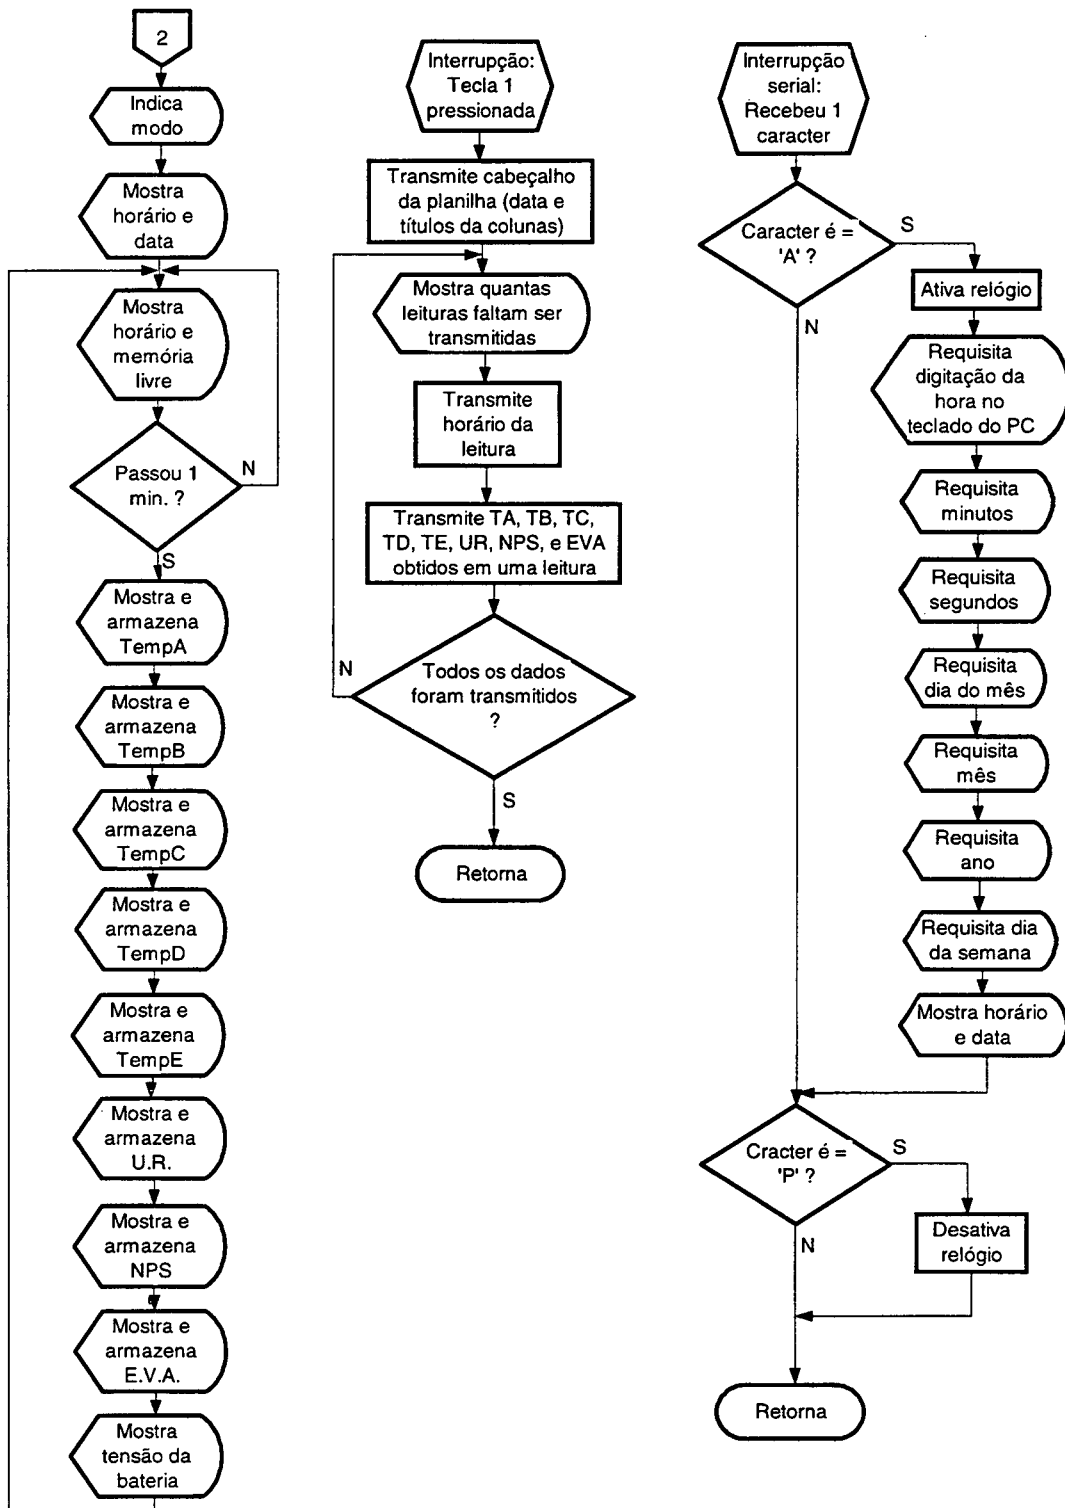 2
Indica
modo
Mostra
horário e
data
Mostra
horário e
memória
livre
Passou 1
min. ?
N
S
Mostra e
armazena
TempA
Mostra e
armazena
TempB
Mostra e
armazena
TempC
Mostra e
armazena
TempD
Mostra e
armazena
TempE
Mostra e
armazena
U.R.
Mostra e
armazena
NPS
Mostra e
armazena
E.V.A.
Mostra
tensão da
bateria
Interrupção:
Tecla 1
pressionada
Transmite cabeçalho
da planilha (data e
títulos da colunas)
Mostra quantas
leituras faltam ser
transmitidas
Transmite
horário da
leitura
Transmite TA, TB, TC,
TD, TE, UR, NPS, e EVA
obtidos em uma leitura
Todos os dados
foram transmitidos
?
N
S
Retorna
Interrupção
serial:
Recebeu 1
caracter
Caracter é =
'A' ?
S
N
Ativa relógio
Requisita
digitação da
hora no
teclado do PC
Requisita
minutos
Requisita
segundos
Requisita
dia do mês
Requisita
mês
Requisita
ano
Requisita dia
da semana
Mostra horário
e data
Cracter é =
'P' ?
S
N
Desativa
relógio
Retorna